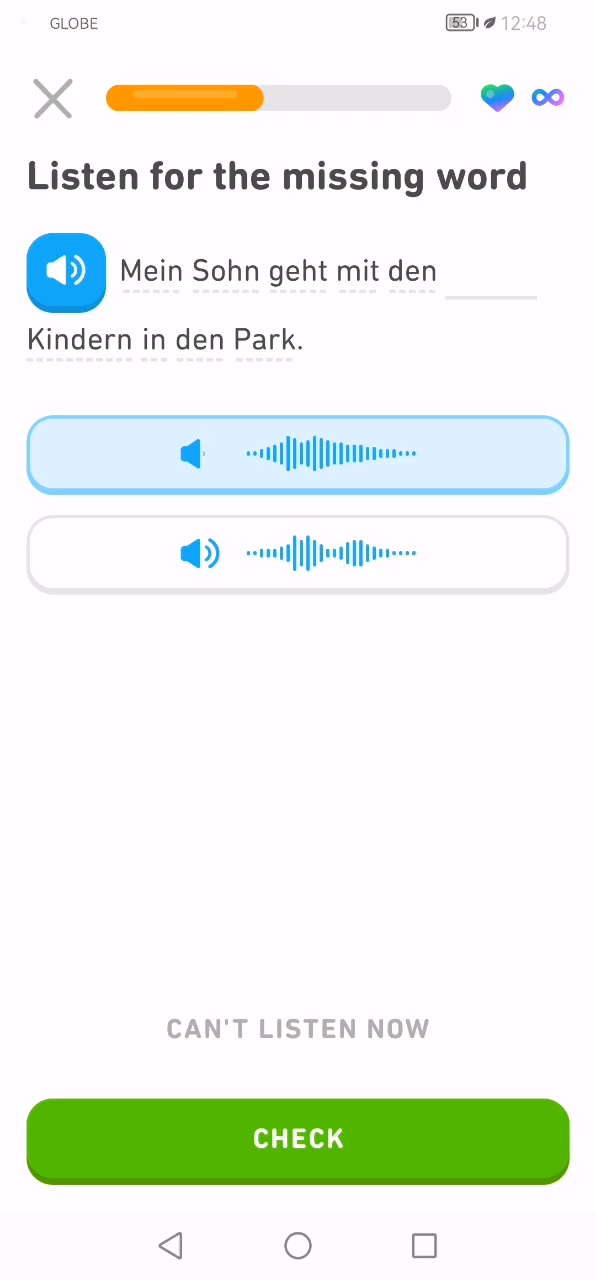 GLOBE
53
12:48
Listen for the missing word
Mein Sohn geht mit den
Kindern in den Park.
CAN'T LISTEN NOW
CHECK